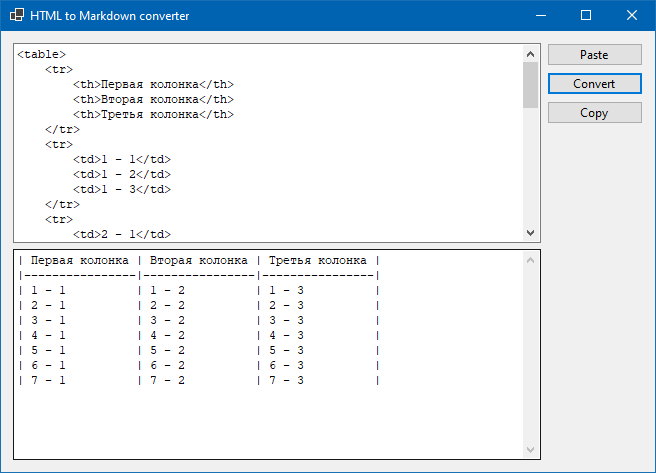 HTML to Markdown converter
<table>
    <tr>
        <th>Первая колонка</th>
        <th>Вторая колонка</th>
        <th>Третья колонка</th>
    </tr>
    <tr>
        <td>1 - 1</td>
        <td>1 - 2</td>
        <td>1 - 3</td>
    </tr>
    <tr>
        <td>2 - 1</td>
Paste
Convert
Copy
| Первая колонка | Вторая колонка | Третья колонка |
|----------------|----------------|----------------|
| 1 - 1          | 1 - 2          | 1 - 3          |
| 2 - 1          | 2 - 2          | 2 - 3          |
| 3 - 1          | 3 - 2          | 3 - 3          |
| 4 - 1          | 4 - 2          | 4 - 3          |
| 5 - 1          | 5 - 2          | 5 - 3          |
| 6 - 1          | 6 - 2          | 6 - 3          |
| 7 - 1          | 7 - 2          | 7 - 3          |